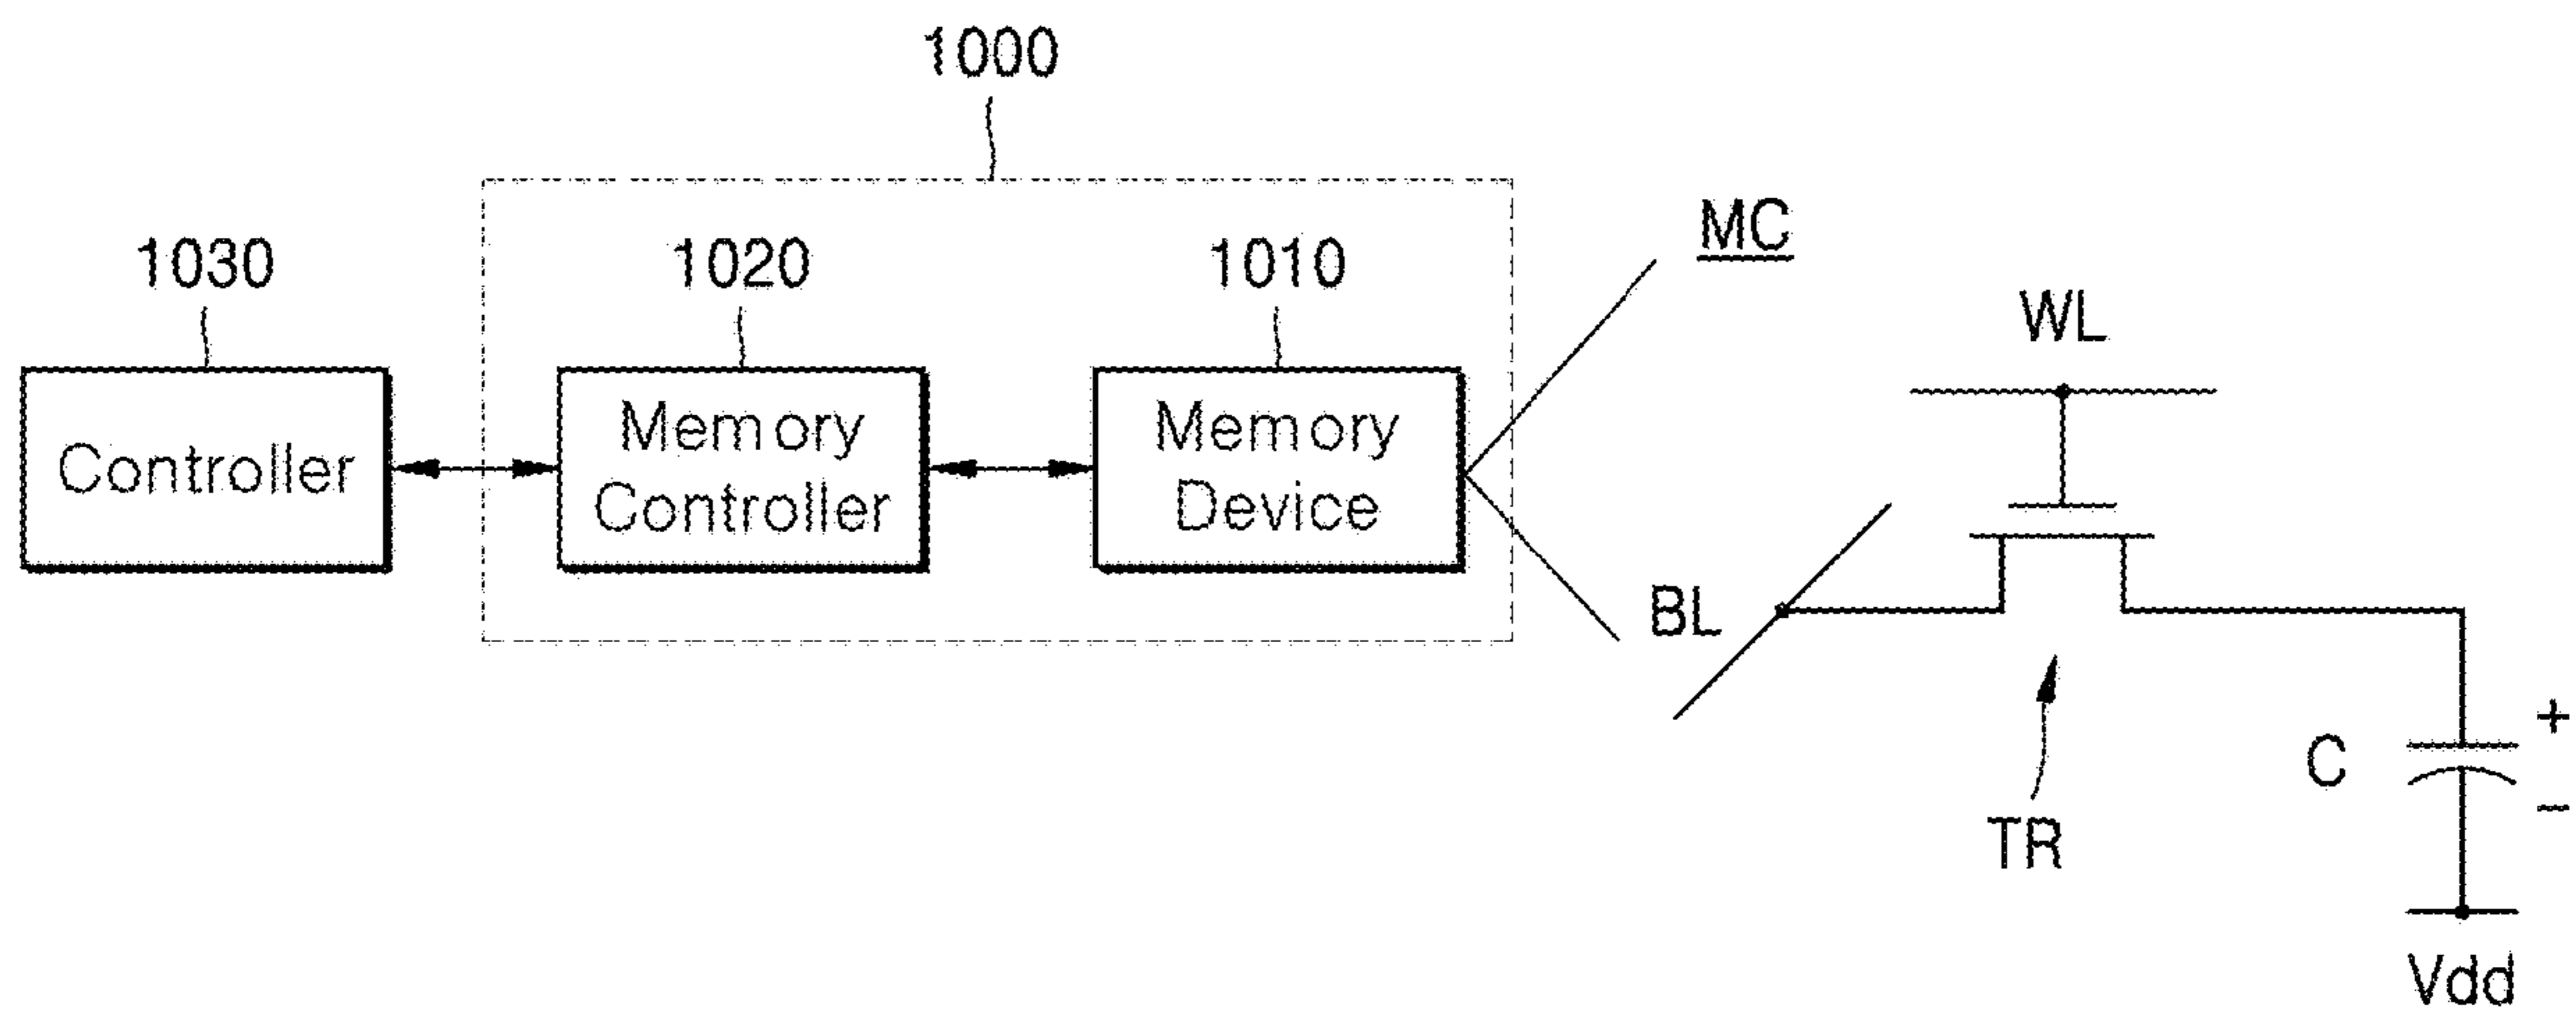 1000
1030
1020
1010
MC
WL
Controller
Memory
Controller
Memory
Device
BL
TR
C
+
−
Vdd